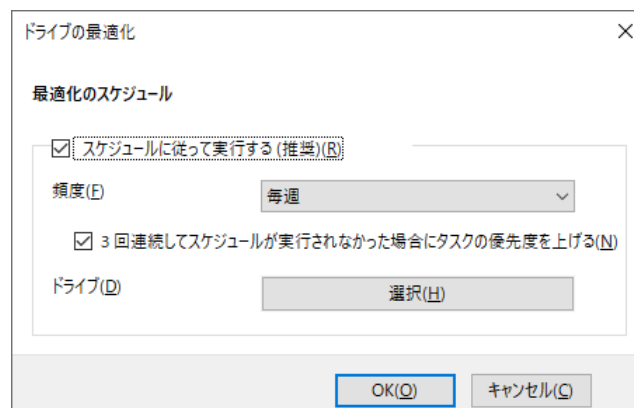 ドライブの最適化
最適化のスケジュール
スケジュールに従って実行する (推奨)(R)
頻度(F)
毎週
3 回連続してスケジュールが実行されなかった場合にタスクの優先度を上げる(N)
ドライブ(D)
選択(H)
OK(O)
キャンセル(C)